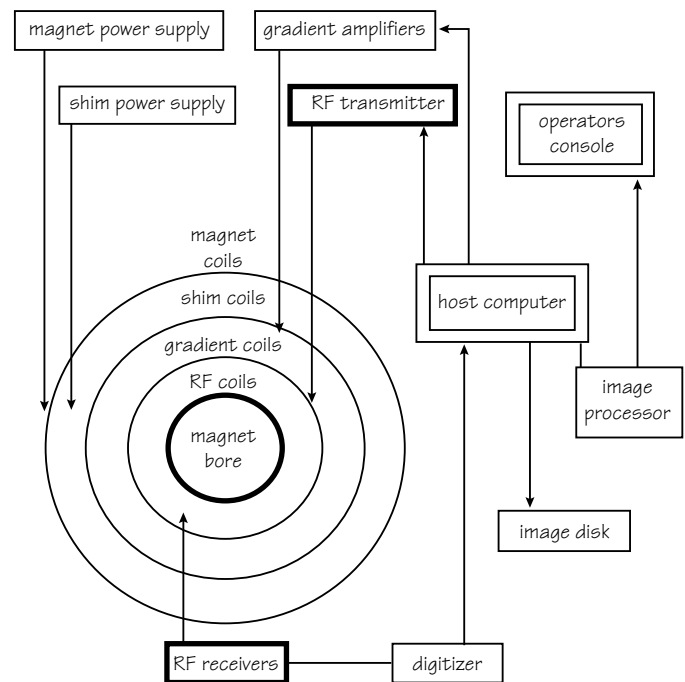 magnet power supply
gradient amplifiers
shim power supply
RF transmitter
operators
console
magnet
coils
shim coils
host computer
gradient coils
RF coils
image
processor
magnet
bore
image disk
RF receivers
digitizer